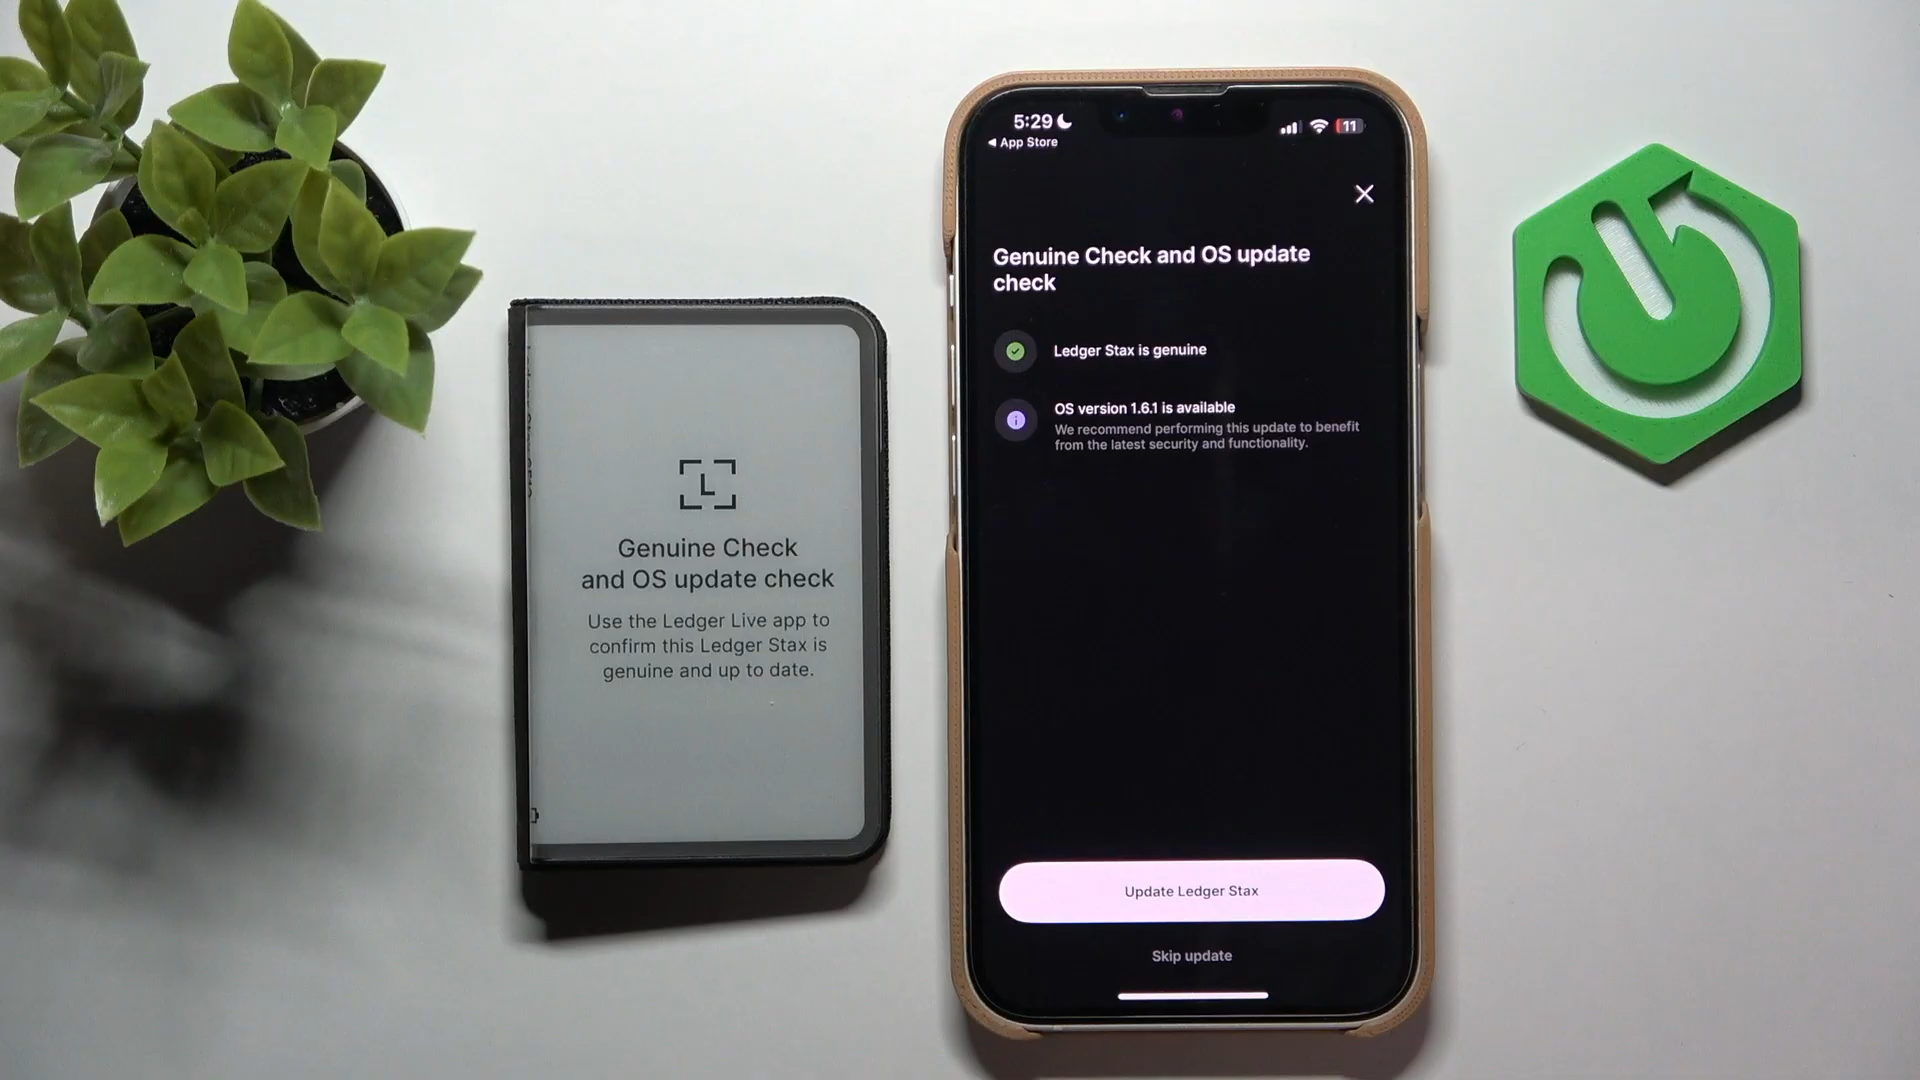 Genuine Check
and OS update check
Use the Ledger Live app to
confirm this Ledger Stax is
genuine and up to date.
5:29
11
App Store
Genuine Check and OS update
check
Ledger Stax is genuine
OS version 1.6.1 is available
We recommend performing this update to benefit
from the latest security and functionality.
Update Ledger Stax
Skip update